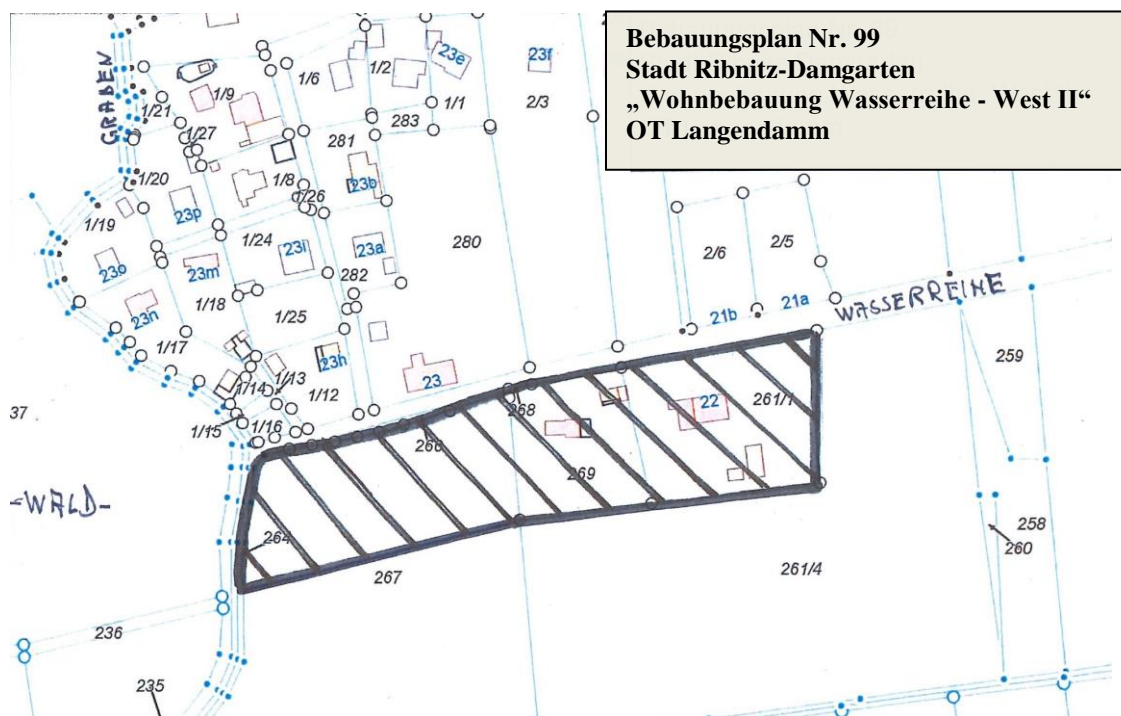 Bebauungsplan Nr. 99
Stadt Ribnitz-Damgarten
„Wohnbebauung Wasserreihe - West II“
OT Langendamm
GRABEN
1/21
1/9
1/6
1/2
23e
23f
1/1
2/3
283
281
1/27
1/20
1/8
1/26
23b
23p
1/19
1/24
23i
23a
280
23o
23m
282
2/6
2/5
1/18
23n
1/25
21b
21a
WASSERREIHE
259
1/17
23h
1/13
1/14
1/12
23
268
22
261/1
37
1/15
1/16
268
269
-WALD-
264
258
260
267
261/4
236
235